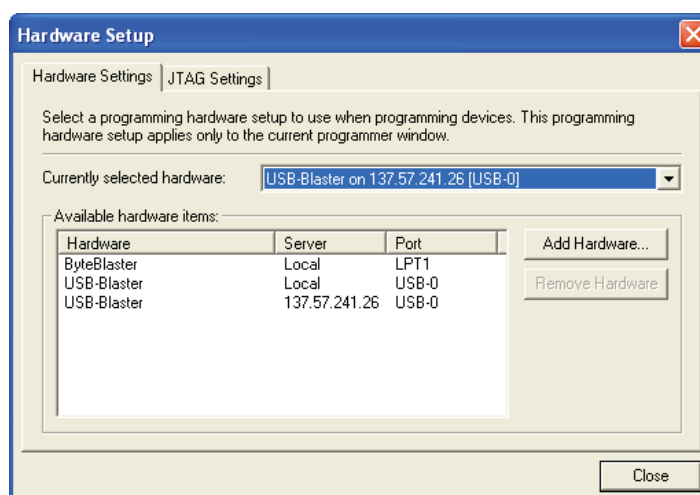 Hardware Setup
Hardware Settings JTAG Settings
Select a programming hardware setup to use when programming devices. This programming
hardware setup applies only to the current programmer window.
Currently selected hardware: USB-Blaster on 137.57.241.26 [USB-0]
Available hardware items:
Hardware Server Port Add Hardware...
ByteBlaster Local LPT1
USB-Blaster Local USB-0 Remove Hardware
USB-Blaster 137.57.241.26 USB-0
Close